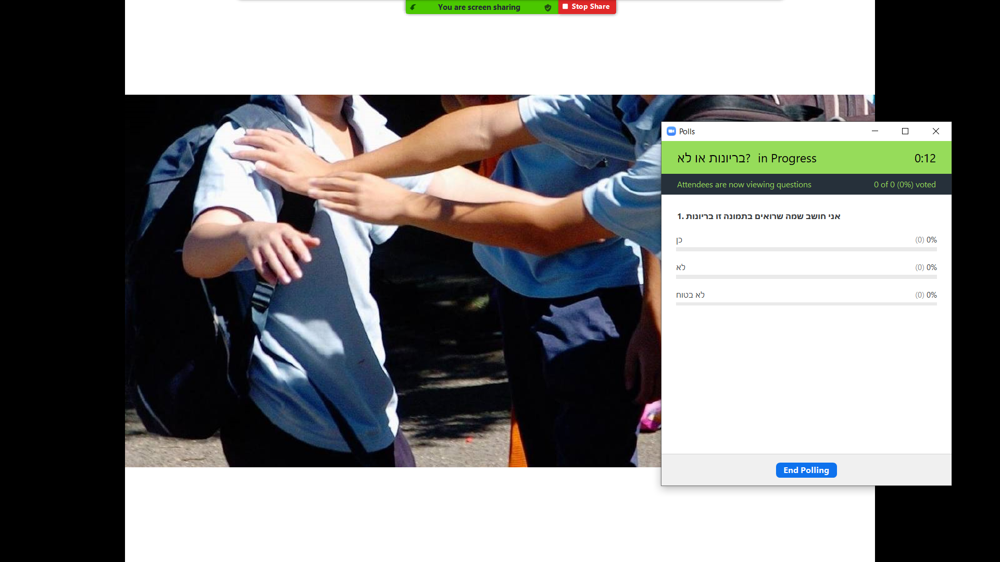 You are screen sharing
Stop Share
Polls
בריונות או לא? in Progress
0:12
Attendees are now viewing questions
0 of 0 (0%) voted
1. אני חושב שמה שרואים בתמונה זו בריונות
כן
(0) 0%
לא
(0) 0%
לא בטוח
(0) 0%
End Polling